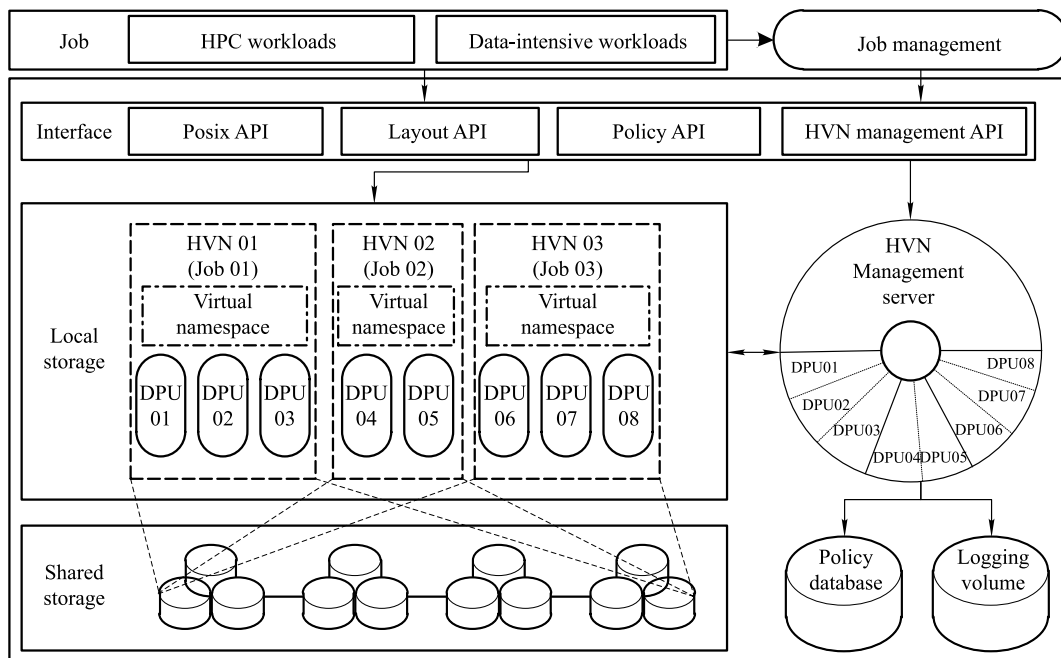 Job
HPC workloads
Data-intensive workloads
Job management
Interface
Posix API
Layout API
Policy API
HVN management API
Local
storage
HVN 01
(Job 01)
Virtual
namespace
DPU
01
DPU
02
DPU
03
HVN 02
(Job 02)
Virtual
namespace
DPU
04
DPU
05
HVN 03
(Job 03)
Virtual
namespace
DPU
06
DPU
07
DPU
08
HVN
Management
server
DPU01
DPU02
DPU03
DPU04
DPU05
DPU06
DPU07
DPU08
Shared
storage
Policy
database
Logging
volume